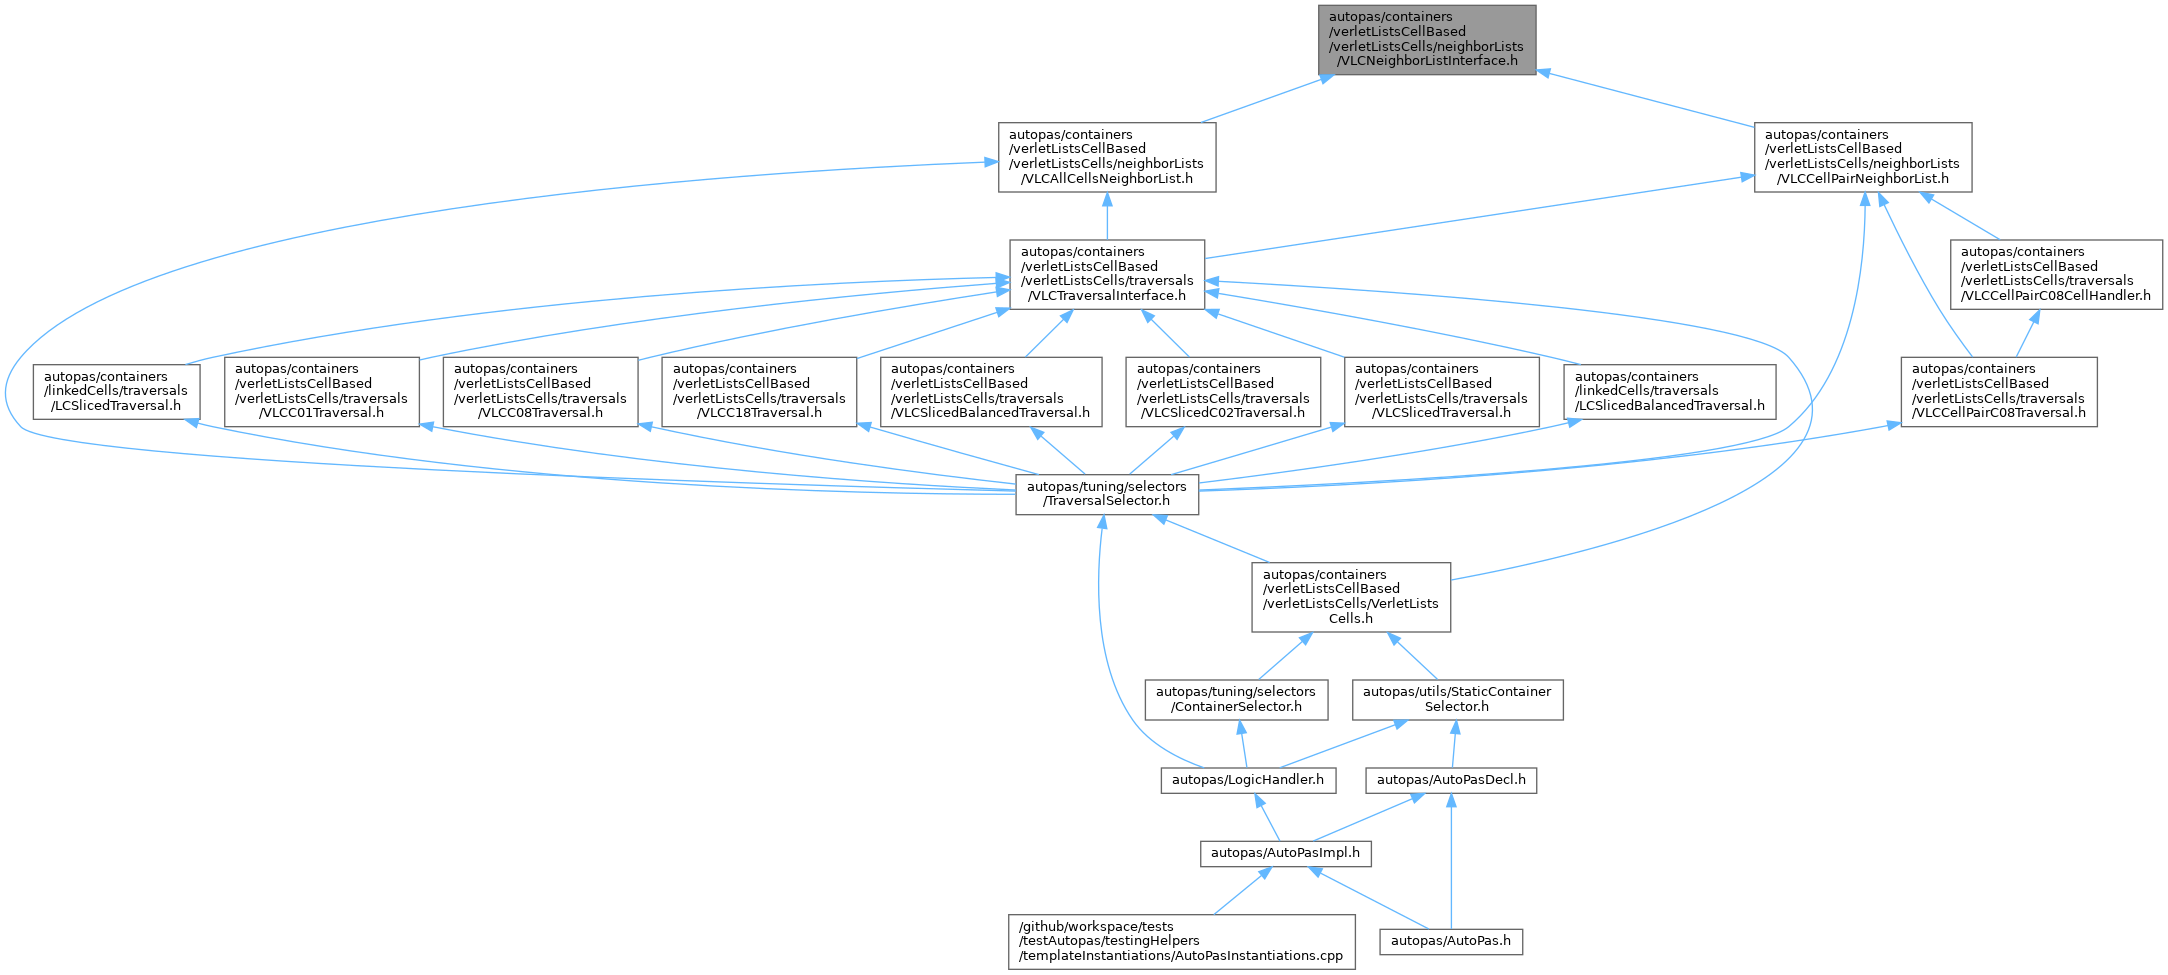 autopas/containers
/verletListsCellBased
/verletListsCells/neighborLists
/VLCNeighborListInterface.h
autopas/containers
/verletListsCellBased
/verletListsCells/neighborLists
/VLCAllCellsNeighborList.h
autopas/containers
/verletListsCellBased
/verletListsCells/neighborLists
/VLCCellPairNeighborList.h
autopas/containers
/verletListsCellBased
/verletListsCells/traversals
/VLCTraversalInterface.h
autopas/containers
/verletListsCellBased
/verletListsCells/traversals
/VLCCellPairC08CellHandler.h
autopas/containers
/linkedCells/traversals
/LCSlicedTraversal.h
autopas/containers
/verletListsCellBased
/verletListsCells/traversals
/VLCC01Traversal.h
autopas/containers
/verletListsCellBased
/verletListsCells/traversals
/VLCC08Traversal.h
autopas/containers
/verletListsCellBased
/verletListsCells/traversals
/VLCC18Traversal.h
autopas/containers
/verletListsCellBased
/verletListsCells/traversals
/VLCSlicedBalancedTraversal.h
autopas/containers
/verletListsCellBased
/verletListsCells/traversals
/VLCSlicedC02Traversal.h
autopas/containers
/verletListsCellBased
/verletListsCells/traversals
/VLCSlicedTraversal.h
autopas/containers
/linkedCells/traversals
/LCSlicedBalancedTraversal.h
autopas/containers
/verletListsCellBased
/verletListsCells/traversals
/VLCCellPairC08Traversal.h
autopas/tuning/selectors
/TraversalSelector.h
autopas/containers
/verletListsCellBased
/verletListsCells/VerletLists
Cells.h
autopas/tuning/selectors
/ContainerSelector.h
autopas/utils/StaticContainer
Selector.h
autopas/LogicHandler.h
autopas/AutoPasDecl.h
autopas/AutoPasImpl.h
/github/workspace/tests
/testAutopas/testingHelpers
/templateInstantiations/AutoPasInstantiations.cpp
autopas/AutoPas.h